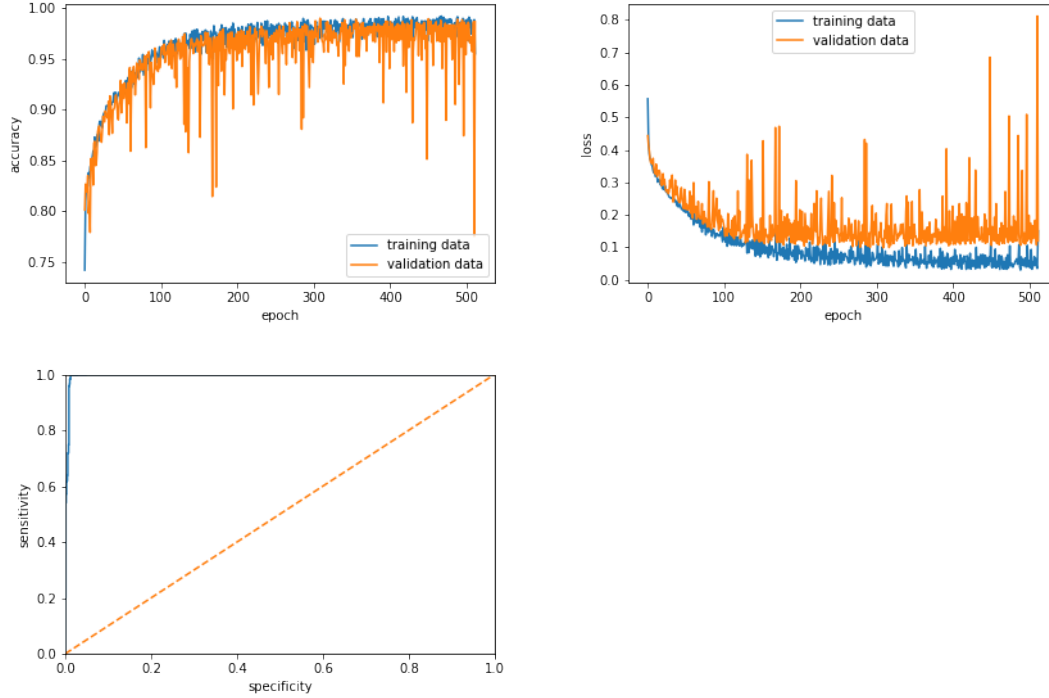 1.00
0.95
0.90
0.85
0.80
0.75
accuracy
training data
validation data
0 100 200 300 400 500
epoch
0.8
0.7
0.6
0.5
0.4
0.3
0.2
0.1
0.0
loss
training data
validation data
0 100 200 300 400 500
epoch
1.0
0.8
0.6
0.4
0.2
0.0
sensitivity
0.0 0.2 0.4 0.6 0.8 1.0
specificity